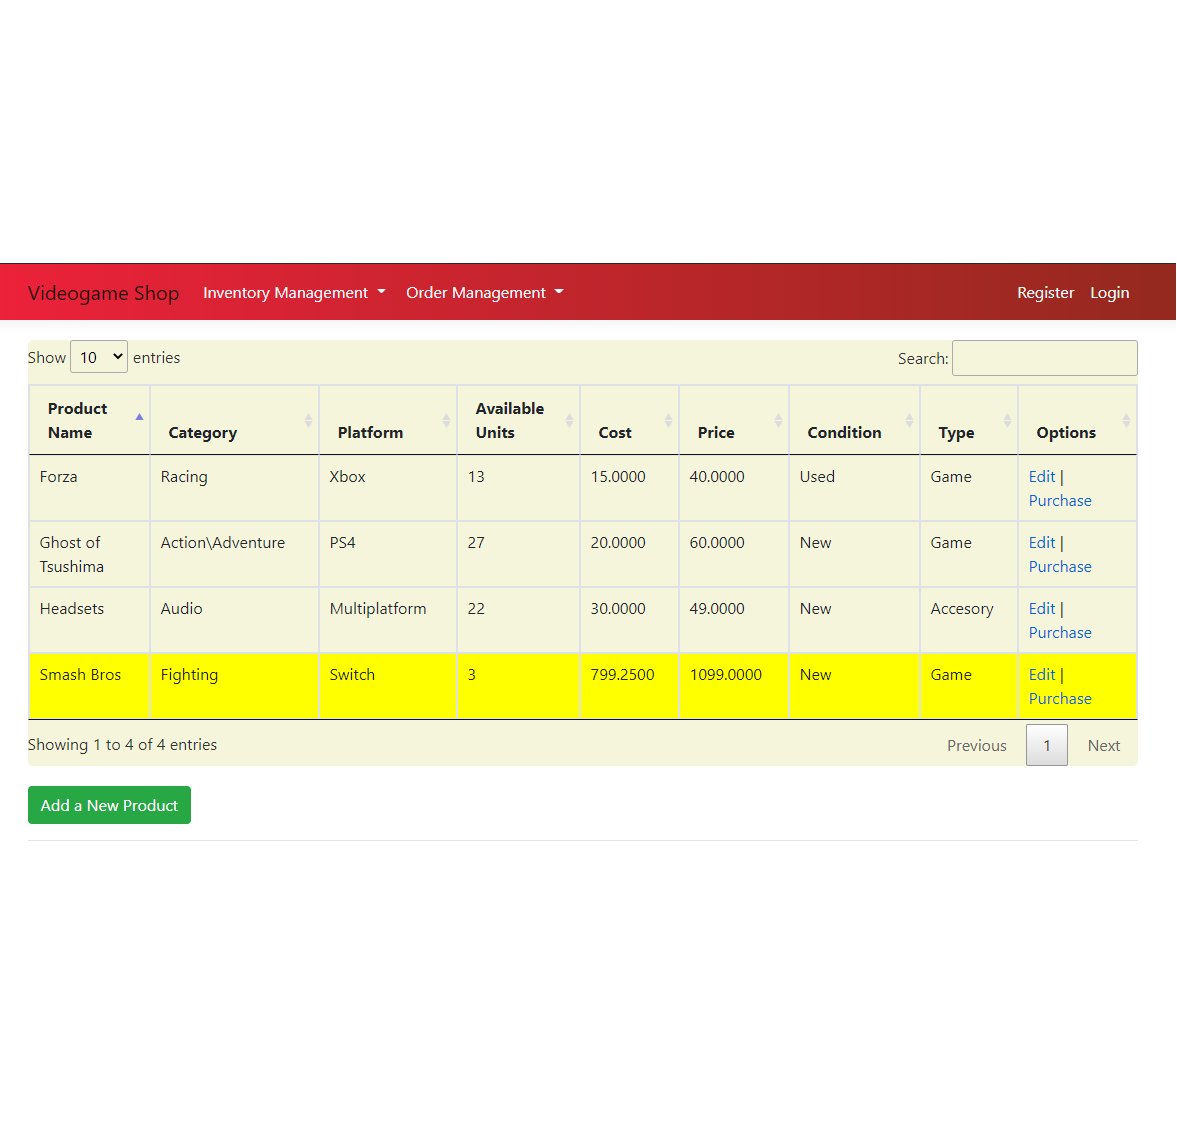 Videogame Shop Inventory Management Order Management Register Login
Show 10 entries Search:
Product Name Category Platform Available Units Cost Price Condition Type Options
Forza Racing Xbox 13 15.0000 40.0000 Used Game Edit | Purchase
Ghost of Tsushima Action\Adventure PS4 27 20.0000 60.0000 New Game Edit | Purchase
Headsets Audio Multiplatform 22 30.0000 49.0000 New Accesory Edit | Purchase
Smash Bros Fighting Switch 3 799.2500 1099.0000 New Game Edit | Purchase
Showing 1 to 4 of 4 entries Previous 1 Next
Add a New Product